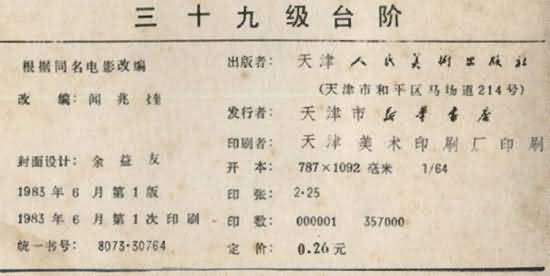 三十九级台阶
根据同名电影改编
改 编：闻兆煃
封面设计：余益友
1983年6月第1版
1983年6月第1次印刷
统一书号：8073·30764
出版者：天津人民美術出版社
(天津市和平区马场道214号)
发行者：天津市新華書店
印刷者：天津美术印刷厂印刷
开 本：787×1092毫米 1/64
印 张：2·25
印 数：000001 357000
定 价：0.26元